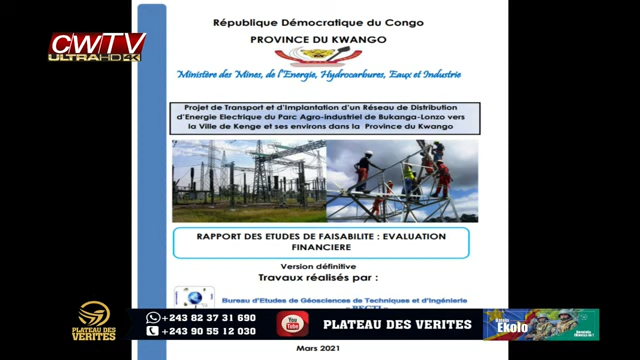 CWTV
ULTRAHD4K
République Démocratique du Congo
PROVINCE DU KWANGO
Ministère des Mines, de l'Energie, Hydrocarbures, Eaux et Industrie
Projet de Transport et d'Implantation d'un Réseau de Distribution
d'Energie Electrique du Parc Agro-industriel de Bukanga-Lonzo vers
la Ville de Kenge et ses environs dans la Province du Kwango
RAPPORT DES ETUDES DE FAISABILITE : EVALUATION
FINANCIERE
Version définitive
Travaux réalisés par :
Bureau d'Etudes de Géosciences de Techniques et d'Ingénierie
PLATEAU DES
VERITES
+243 82 37 31 690
+243 90 55 12 030
You
Tube
PLATEAU DES VERITES
Ekolo
Mars 2021